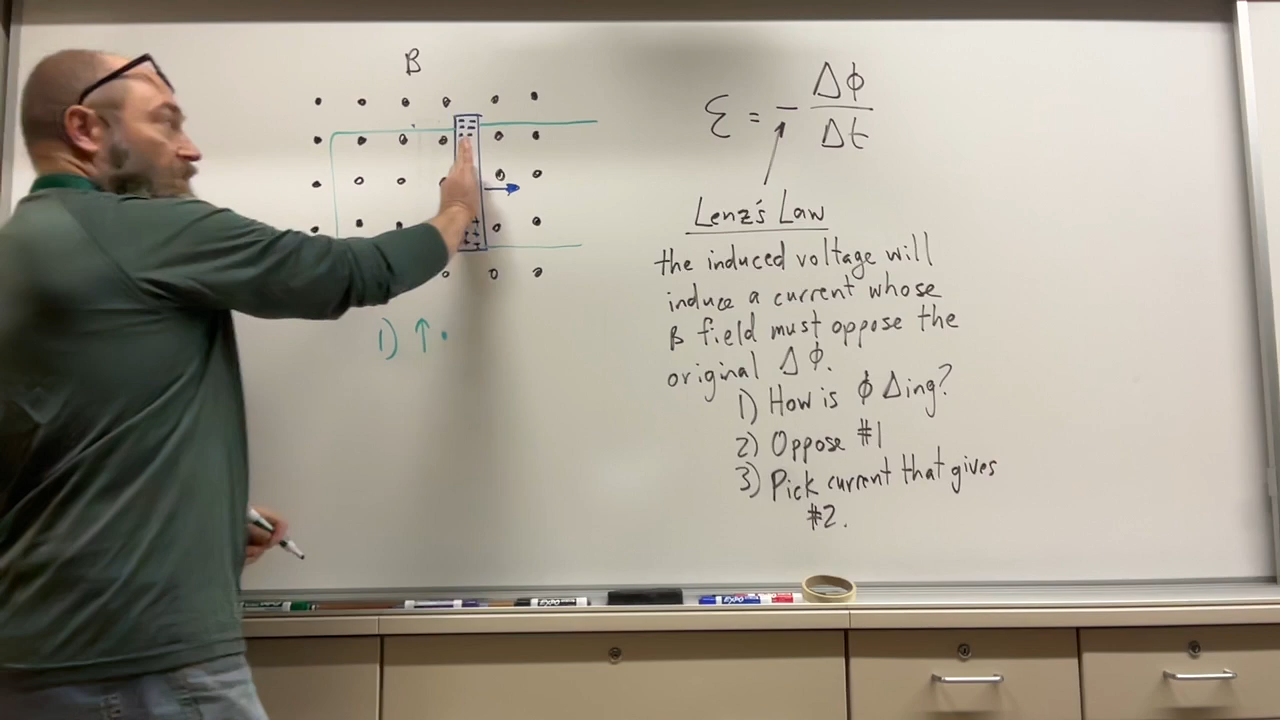 B
1) ↑ •
ε = - Δϕ
Δt
Lenz's Law
the induced voltage will
induce a current whose
B field must oppose the
original Δϕ.
1) How is ϕ Δing?
2) Oppose #1
3) Pick current that gives
#2.
EXPO